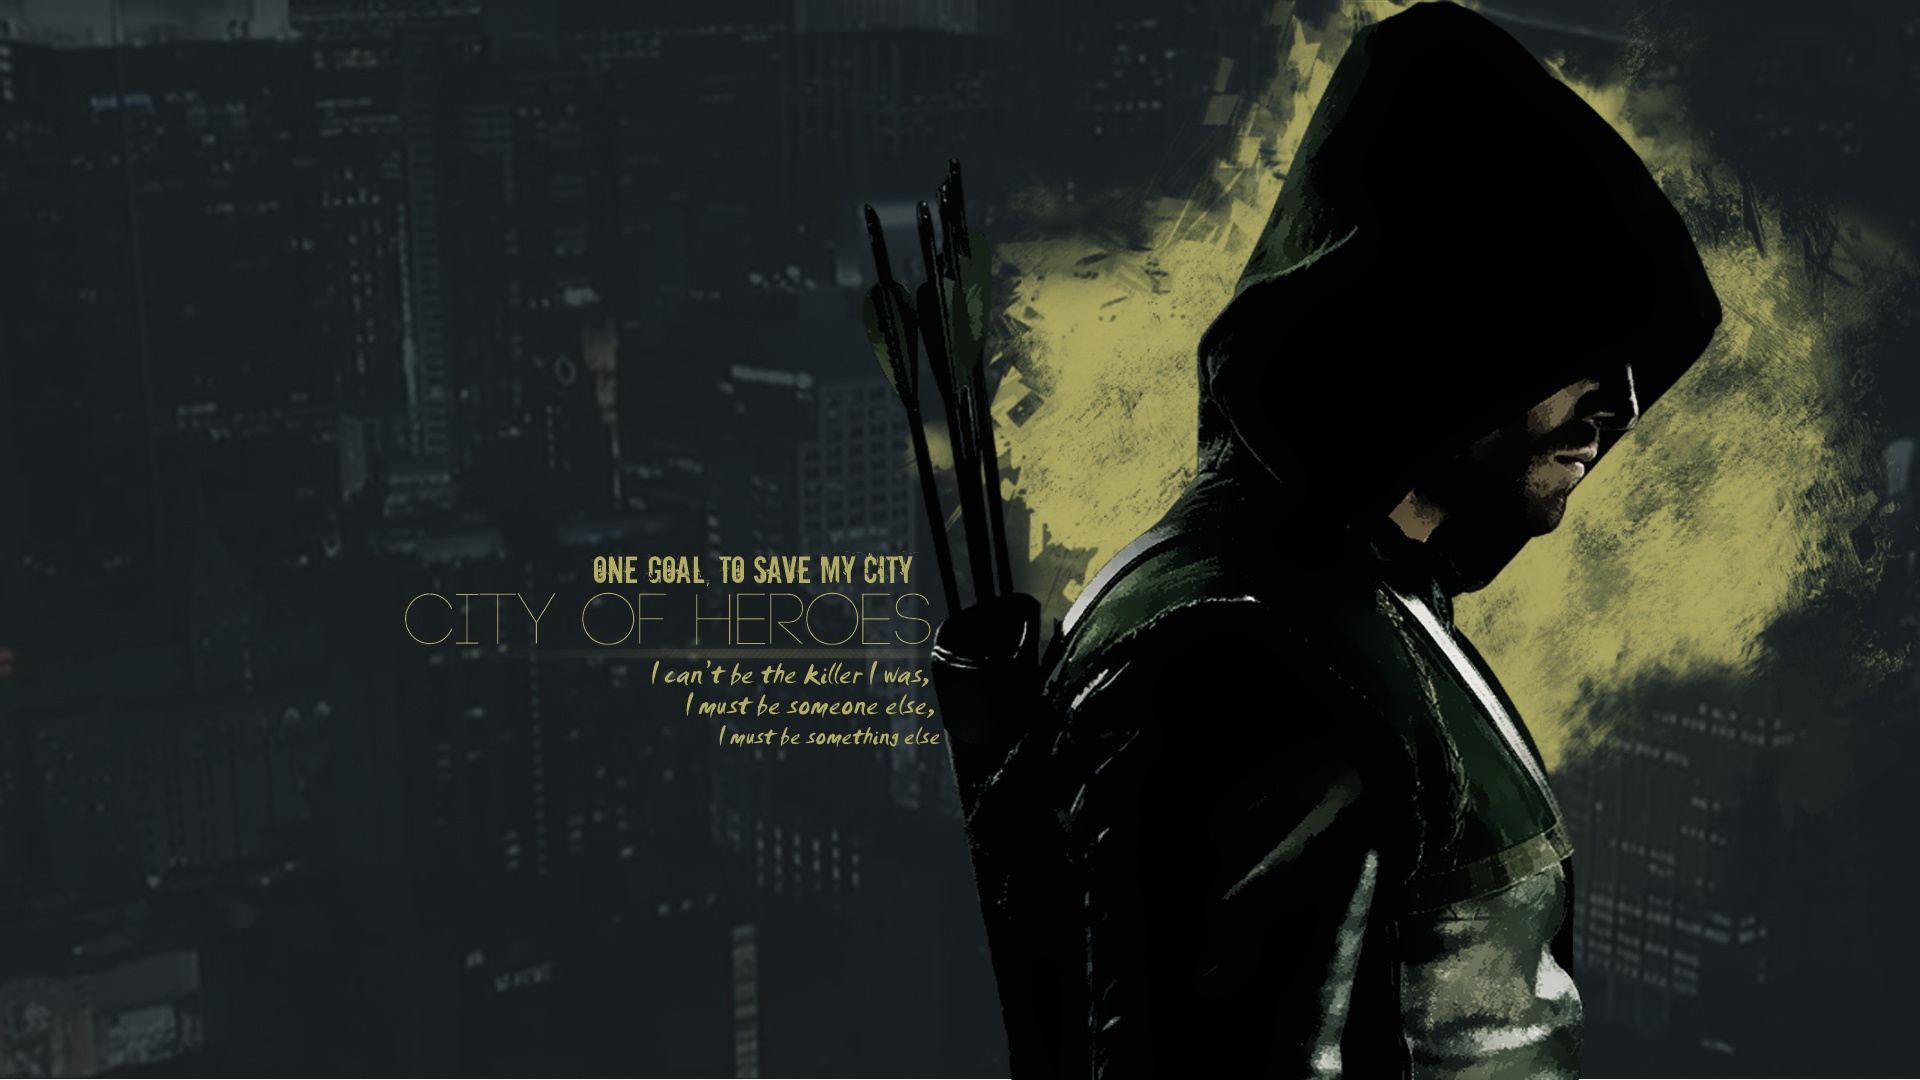 ONE GOAL, TO SAVE MY CITY
CITY OF HEROES
I can't be the killer I was,
I must be someone else,
I must be something else